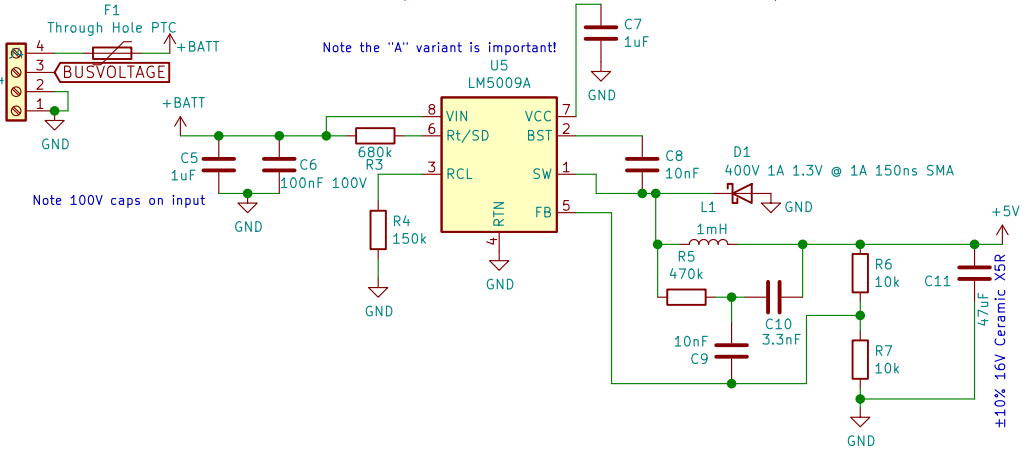 F1
Through Hole PTC
+BATT
4
3
2
1
BUSVOLTAGE
GND
Note the "A" variant is important!
U5
LM5009A
C7
1uF
GND
+BATT
8
VIN
VCC
7
6
Rt/SD
BST
2
3
RCL
SW
1
FB
5
RTN
4
GND
680k
R3
C5
1uF
C6
100nF 100V
GND
Note 100V caps on input
R4
150k
GND
C8
10nF
D1
400V 1A 1.3V @ 1A 150ns SMA
GND
L1
1mH
+5V
R5
470k
C10
3.3nF
10nF
C9
R6
10k
R7
10k
GND
C11
47uF
±10% 16V Ceramic X5R